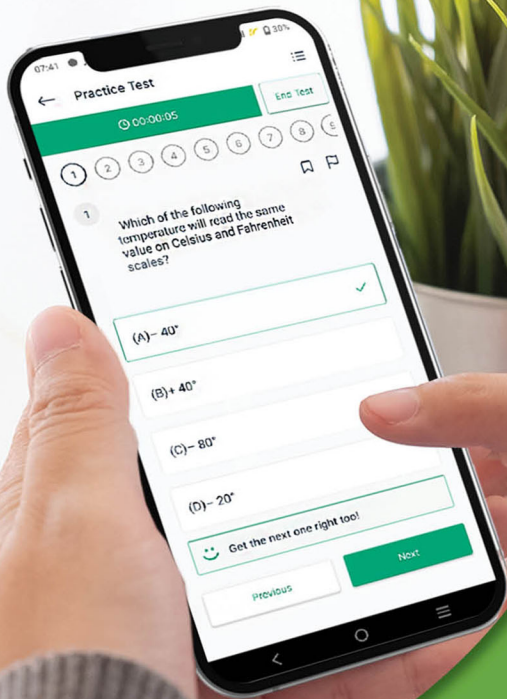 07:41
30%
← Practice Test
00:00:05
End Test
1 2 3 4 5 6 7 8
1
Which of the following
temperature will read the same
value on Celsius and Fahrenheit
scales?
(A)– 40°
(B)+ 40°
(C)– 80°
(D)– 20°
Get the next one right too!
Previous
Next